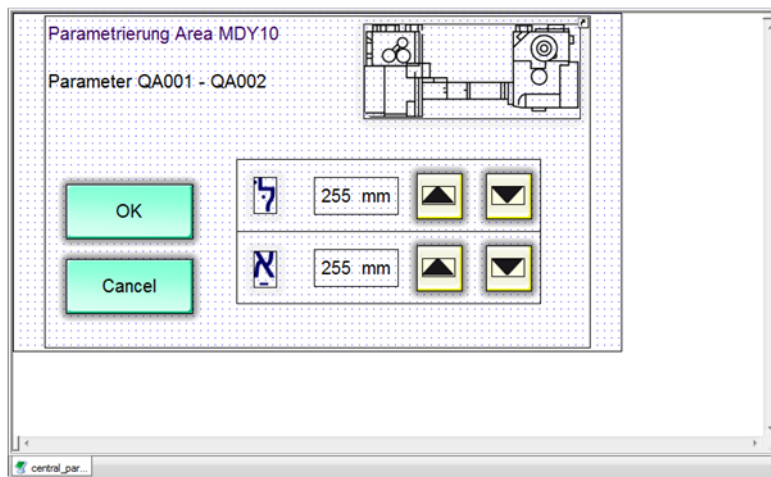 Parametrierung Area MDY10
Parameter QA001 - QA002
OK
לִּ
255 mm
Cancel
אַ
255 mm
central_par...